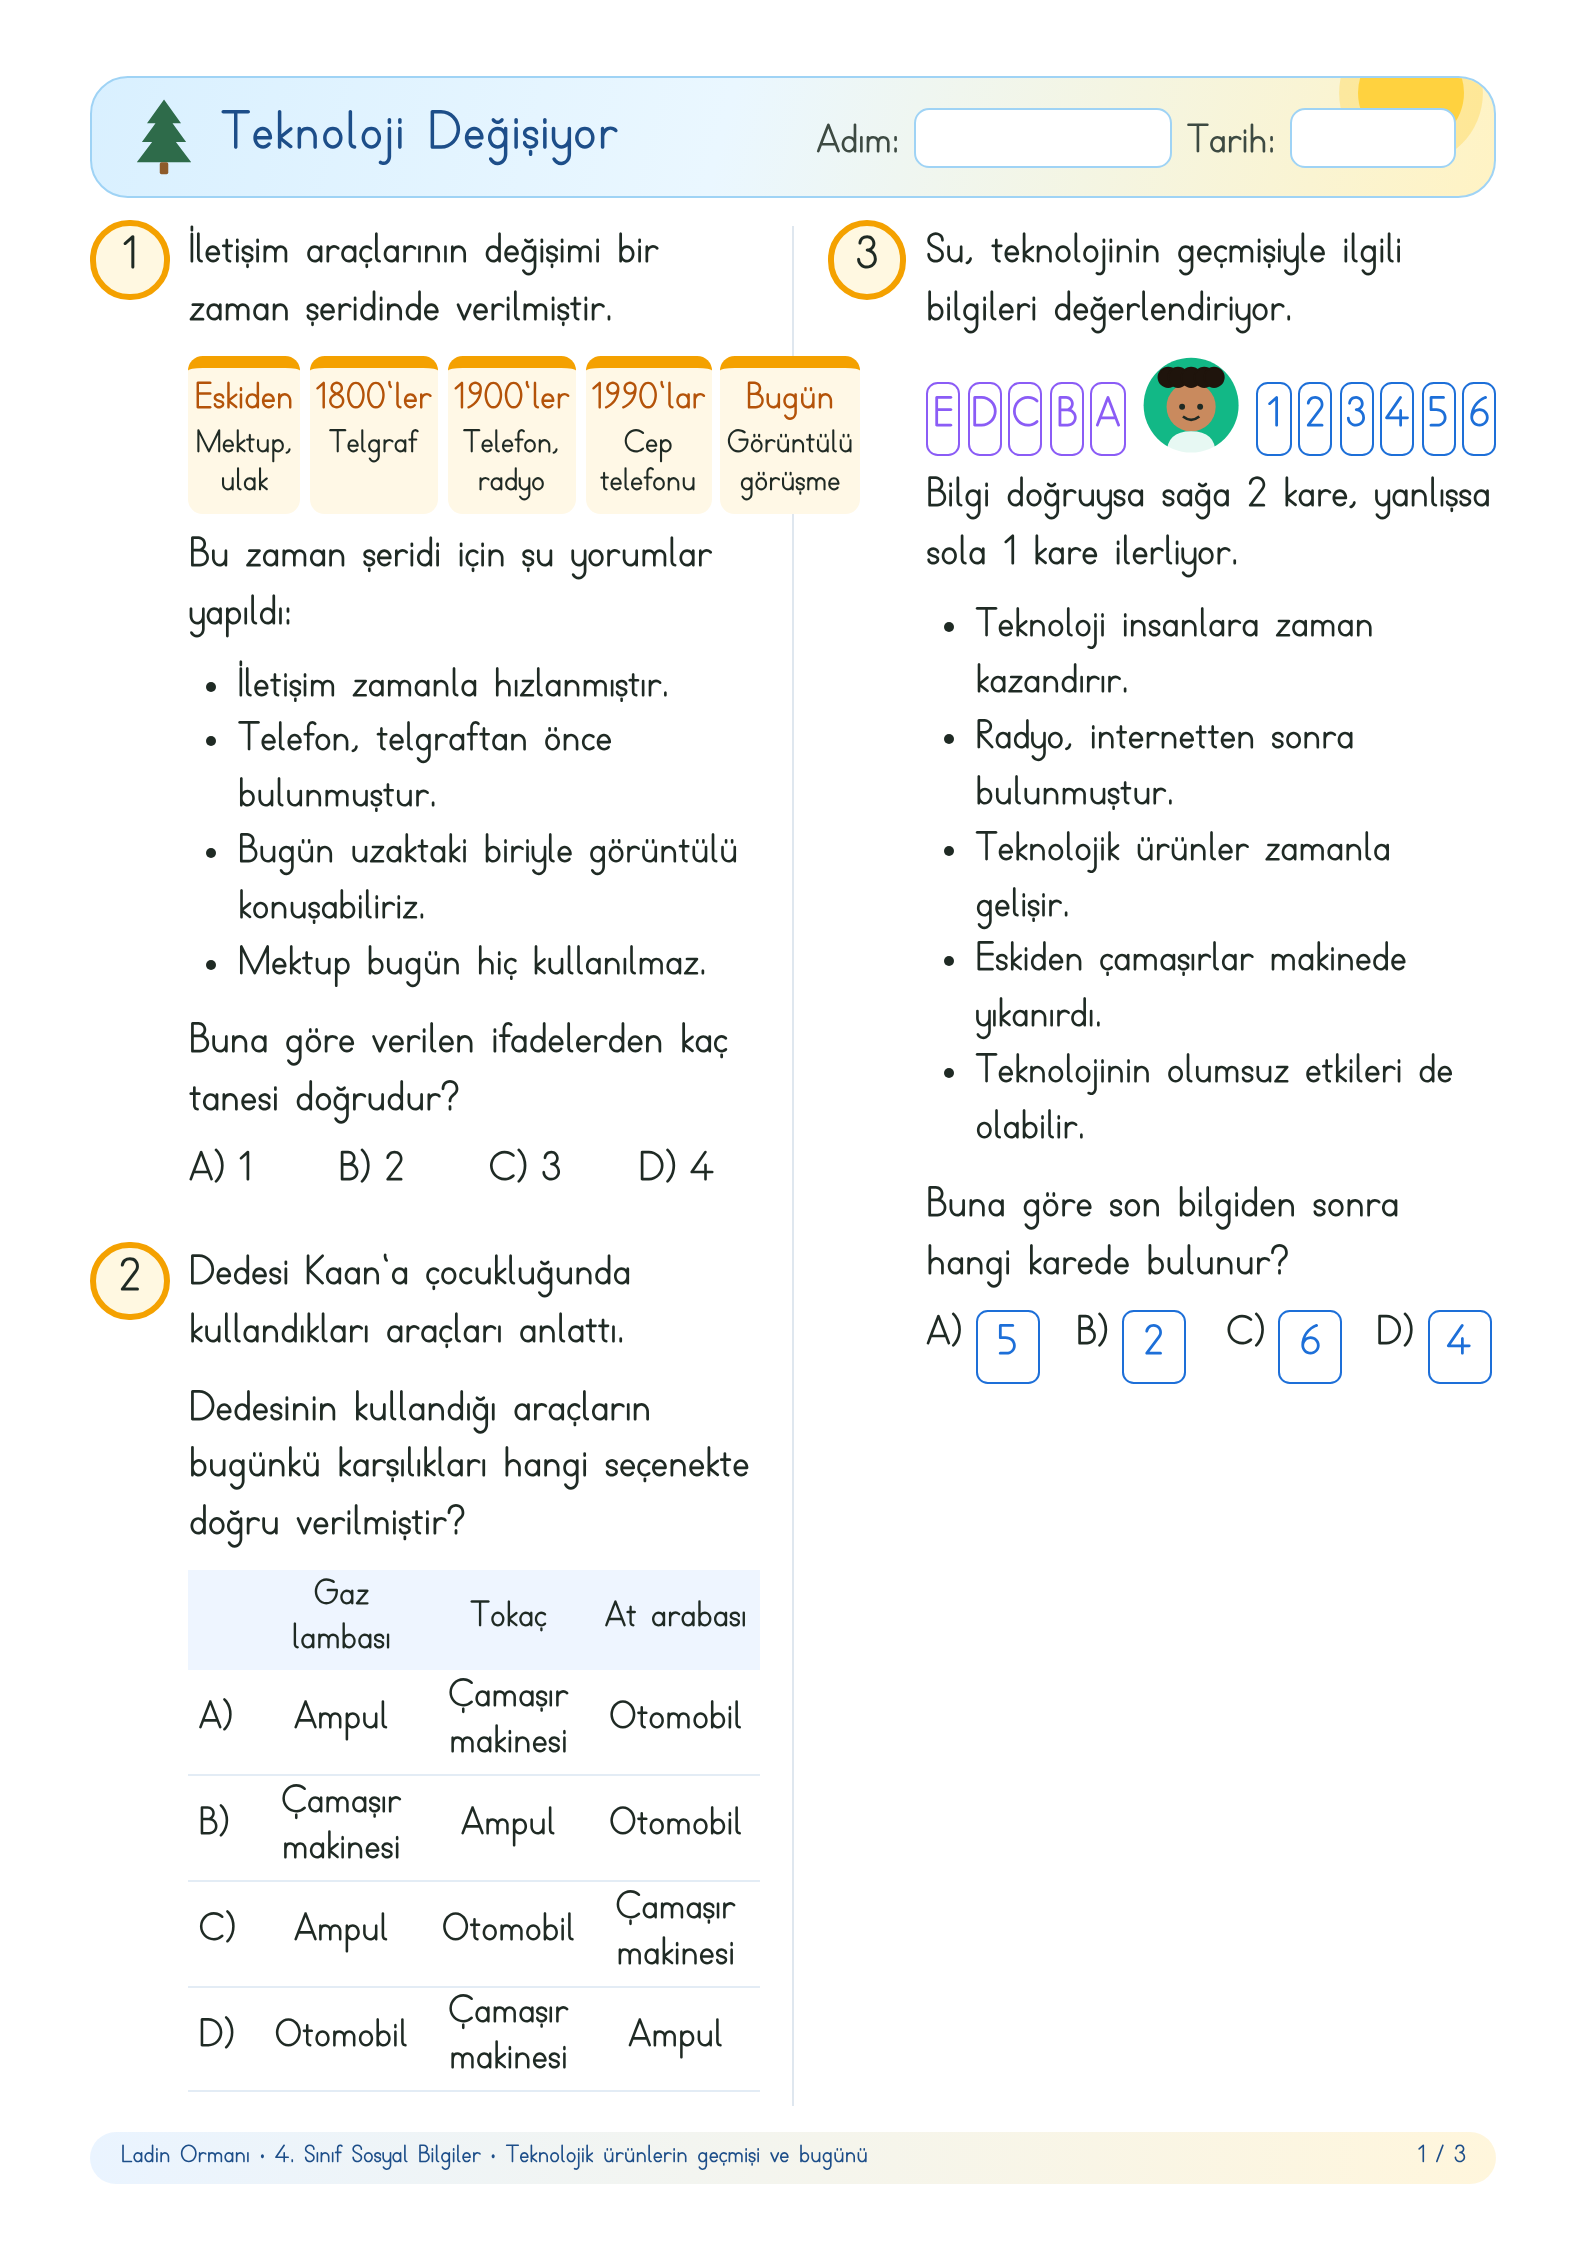 Teknoloji Değişiyor
Adım:
Tarih:
1
İletişim araçlarının değişimi bir
zaman şeridinde verilmiştir.
Eskiden
Mektup,
ulak
1800'ler
Telgraf
1900'ler
Telefon,
radyo
1990'lar
Cep
telefonu
Bugün
Görüntülü
görüşme
Bu zaman şeridi için şu yorumlar
yapıldı:
• İletişim zamanla hızlanmıştır.
• Telefon, telgraftan önce
bulunmuştur.
• Bugün uzaktaki biriyle görüntülü
konuşabiliriz.
• Mektup bugün hiç kullanılmaz.
Buna göre verilen ifadelerden kaç
tanesi doğrudur?
A) 1 B) 2 C) 3 D) 4
2
Dedesi Kaan'a çocukluğunda
kullandıkları araçları anlattı.
Dedesinin kullandığı araçların
bugünkü karşılıkları hangi seçenekte
doğru verilmiştir?
Gaz
lambası
Tokaç
At arabası
A) Ampul Çamaşır makinesi Otomobil
B) Çamaşır makinesi Ampul Otomobil
C) Ampul Otomobil Çamaşır makinesi
D) Otomobil Çamaşır makinesi Ampul
3
Su, teknolojinin geçmişiyle ilgili
bilgileri değerlendiriyor.
E D C B A 1 2 3 4 5 6
Bilgi doğruysa sağa 2 kare, yanlışsa
sola 1 kare ilerliyor.
• Teknoloji insanlara zaman
kazandırır.
• Radyo, internetten sonra
bulunmuştur.
• Teknolojik ürünler zamanla
gelişir.
• Eskiden çamaşırlar makinede
yıkanırdı.
• Teknolojinin olumsuz etkileri de
olabilir.
Buna göre son bilgiden sonra
hangi karede bulunur?
A) 5 B) 2 C) 6 D) 4
Ladin Ormanı • 4. Sınıf Sosyal Bilgiler • Teknolojik ürünlerin geçmişi ve bugünü
1 / 3